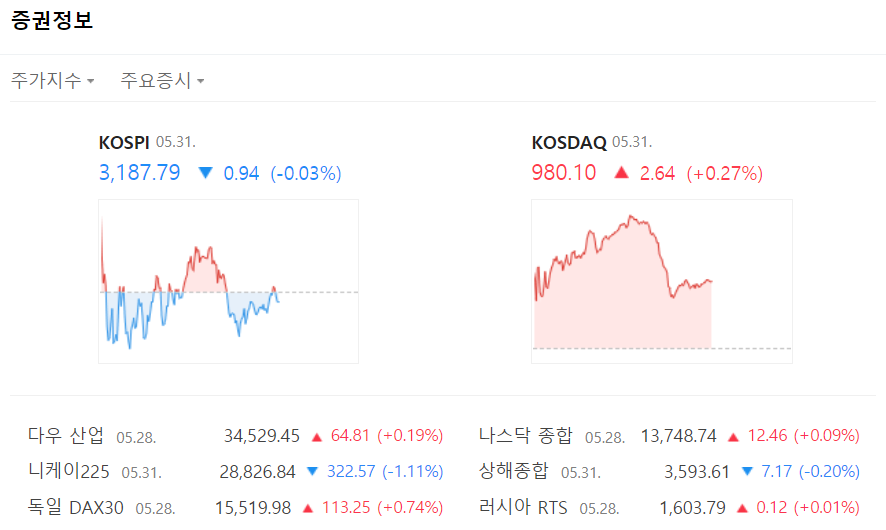 증권정보
주가지수 주요증시
KOSPI 05.31.
3,187.79 ▼ 0.94 (-0.03%)
KOSDAQ 05.31.
980.10 ▲ 2.64 (+0.27%)
다우 산업 05.28. 34,529.45 ▲ 64.81 (+0.19%)
나스닥 종합 05.28. 13,748.74 ▲ 12.46 (+0.09%)
니케이225 05.31. 28,826.84 ▼ 322.57 (-1.11%)
상해종합 05.31. 3,593.61 ▼ 7.17 (-0.20%)
독일 DAX30 05.28. 15,519.98 ▲ 113.25 (+0.74%)
러시아 RTS 05.28. 1,603.79 ▲ 0.12 (+0.01%)